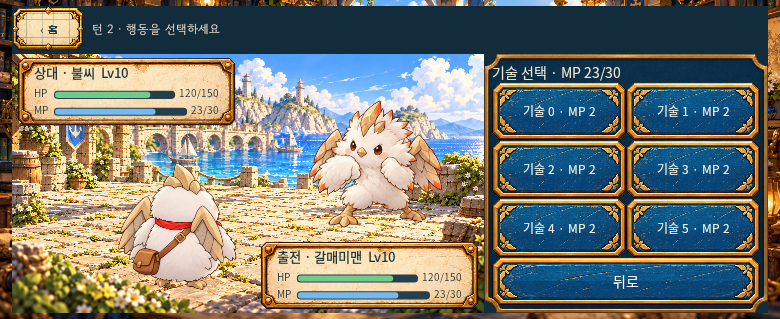 ‹ 홈
턴 2 · 행동을 선택하세요
상대 · 불씨 Lv10
HP 120/150
MP 23/30
출전 · 갈매미맨 Lv10
HP 120/150
MP 23/30
기술 선택 · MP 23/30
기술 0 · MP 2
기술 1 · MP 2
기술 2 · MP 2
기술 3 · MP 2
기술 4 · MP 2
기술 5 · MP 2
뒤로